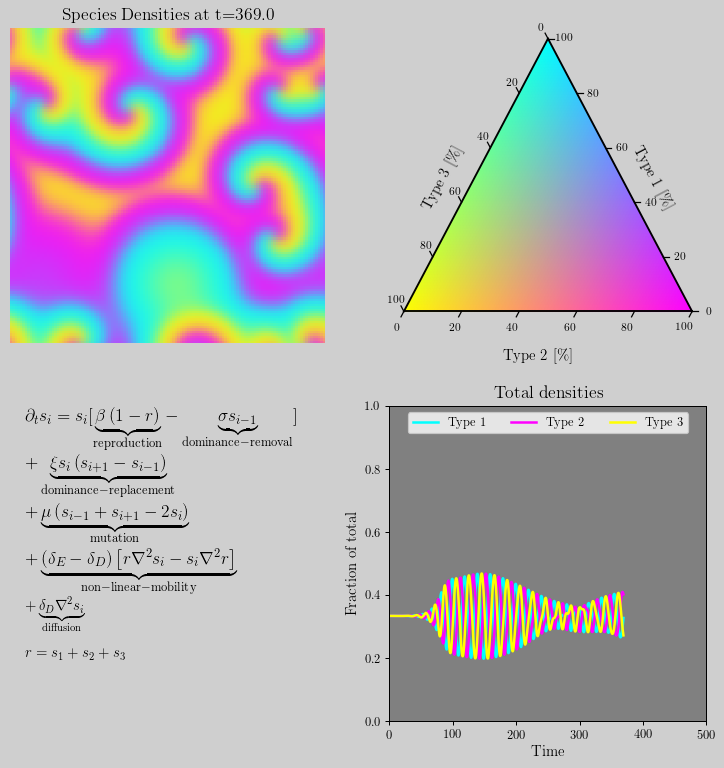 Species Densities at t=369.0
0
100
20
80
40
60
Type 3 [%]
Type 1 [%]
60
40
80
20
100
0
0 20 40 60 80 100
Type 2 [%]
∂ₜsᵢ = sᵢ[β(1 − r) − σsᵢ₋₁ ]
reproduction dominance−removal
+ ξsᵢ(sᵢ₊₁ − sᵢ₋₁)
dominance−replacement
+ μ(sᵢ₋₁ + sᵢ₊₁ − 2sᵢ)
mutation
+ (δ_E − δ_D)[r∇²sᵢ − sᵢ∇²r]
non−linear−mobility
+ δ_D∇²sᵢ
diffusion
r = s₁ + s₂ + s₃
Total densities
Type 1 Type 2 Type 3
1.0
0.8
0.6
0.4
0.2
0.0
Fraction of total
0 100 200 300 400 500
Time